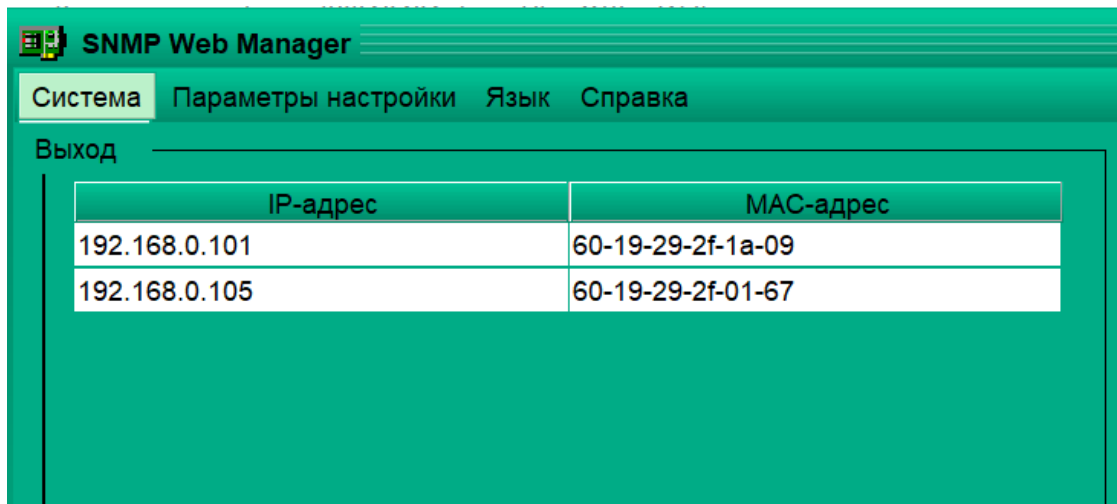 SNMP Web Manager
Система Параметры настройки Язык Справка
Выход
IP-адрес MAC-адрес
192.168.0.101 60-19-29-2f-1a-09
192.168.0.105 60-19-29-2f-01-67